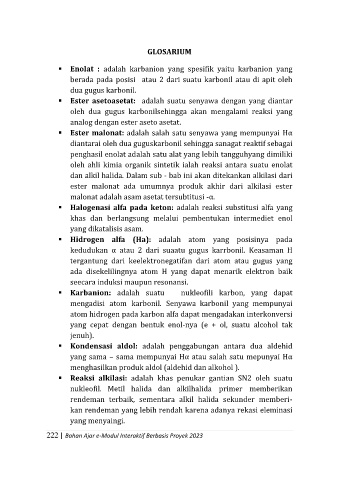 GLOSARIUM
▪ Enolat : adalah karbanion yang spesifik yaitu karbanion yang
berada pada posisi atau 2 dari suatu karbonil atau di apit oleh
dua gugus karbonil.
▪ Ester asetoasetat: adalah suatu senyawa dengan yang diantar
oleh dua gugus karbonilsehingga akan mengalami reaksi yang
analog dengan ester aseto asetat.
▪ Ester malonat: adalah salah satu senyawa yang mempunyai Hα
diantarai oleh dua guguskarbonil sehingga sanagat reaktif sebagai
penghasil enolat adalah satu alat yang lebih tangguhyang dimiliki
oleh ahli kimia organik sintetik ialah reaksi antara suatu enolat
dan alkil halida. Dalam sub - bab ini akan ditekankan alkilasi dari
ester malonat ada umumnya produk akhir dari alkilasi ester
malonat adalah asam asetat tersubtitusi -α.
▪ Halogenasi alfa pada keton: adalah reaksi substitusi alfa yang
khas dan berlangsung melalui pembentukan intermediet enol
yang dikatalisis asam.
▪ Hidrogen alfa (Ha): adalah atom yang posisinya pada
kedudukan α atau 2 dari suaatu gugus karrbonil. Keasaman H
tergantung dari keelektronegatifan dari atom atau gugus yang
ada disekelilingnya atom H yang dapat menarik elektron baik
seecara induksi maupun resonansi.
▪ Karbanion: adalah suatu nukleofili karbon, yang dapat
mengadisi atom karbonil. Senyawa karbonil yang mempunyai
atom hidrogen pada karbon alfa dapat mengadakan interkonversi
yang cepat dengan bentuk enol-nya (e + ol, suatu alcohol tak
jenuh).
▪ Kondensasi aldol: adalah penggabungan antara dua aldehid
yang sama – sama mempunyai Hα atau salah satu mepunyai Hα
menghasilkan produk aldol (aldehid dan alkohol ).
▪ Reaksi alkilasi: adalah khas penukar gantian SN2 oleh suatu
nukleofil. Metil halida dan alkilhalida primer memberikan
rendeman terbaik, sementara alkil halida sekunder memberi-
kan rendeman yang lebih rendah karena adanya rekasi eleminasi
yang menyaingi.
222 | Bahan Ajar e-Modul Interaktif Berbasis Proyek 2023